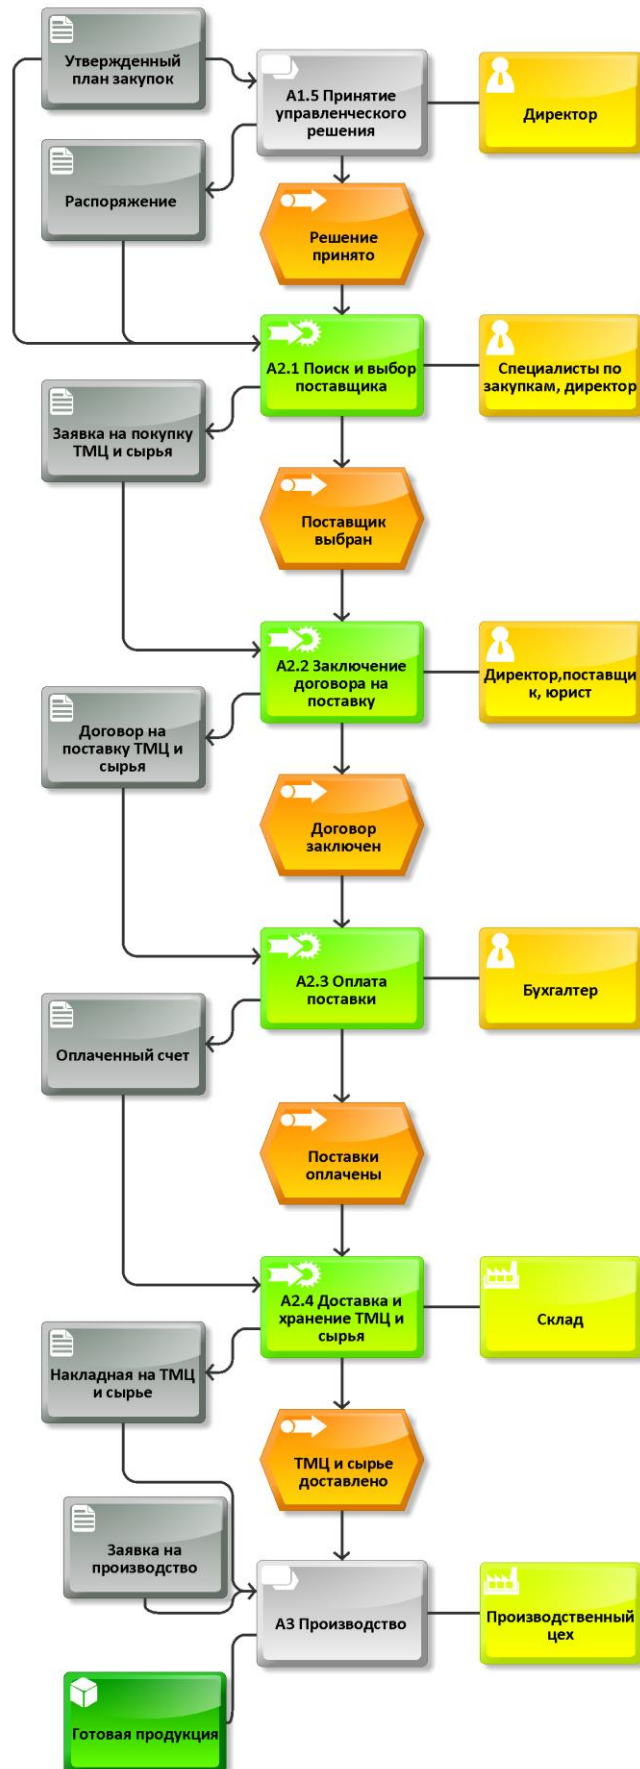 Утвержденный
план закупок
А1.5 Принятие
управленческого
решения
Директор
Распоряжение
Решение
принято
А2.1 Поиск и выбор
поставщика
Специалисты по
закупкам, директор
Заявка на покупку
ТМЦ и сырья
Поставщик
выбран
А2.2 Заключение
договора на
поставку
Директор,поставщи
к, юрист
Договор на
поставку ТМЦ и
сырья
Договор
заключен
А2.3 Оплата
поставки
Бухгалтер
Оплаченный счет
Поставки
оплачены
А2.4 Доставка и
хранение ТМЦ и
сырья
Склад
Накладная на ТМЦ
и сырье
ТМЦ и сырье
доставлено
Заявка на
производство
А3 Производство
Производственный
цех
Готовая продукция